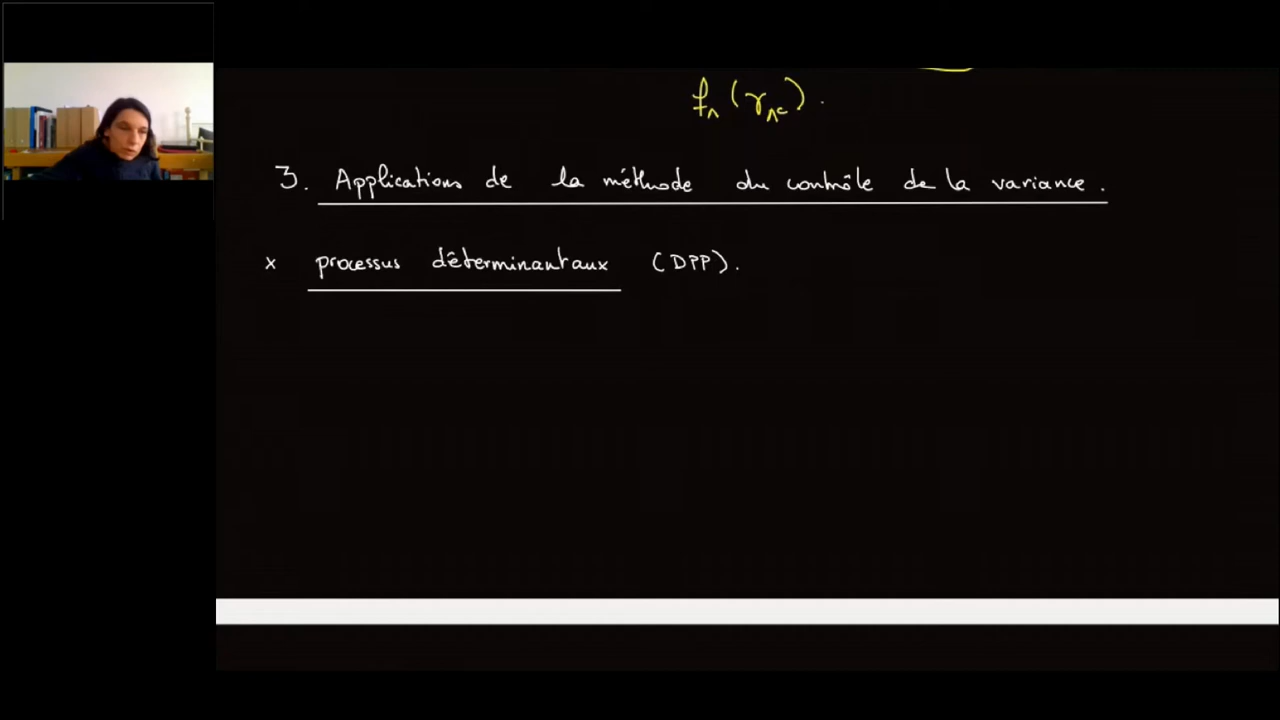 f_Λ (γ_Λᶜ).
3. Applications de la méthode du contrôle de la variance.
x processus déterminantaux (DPP).